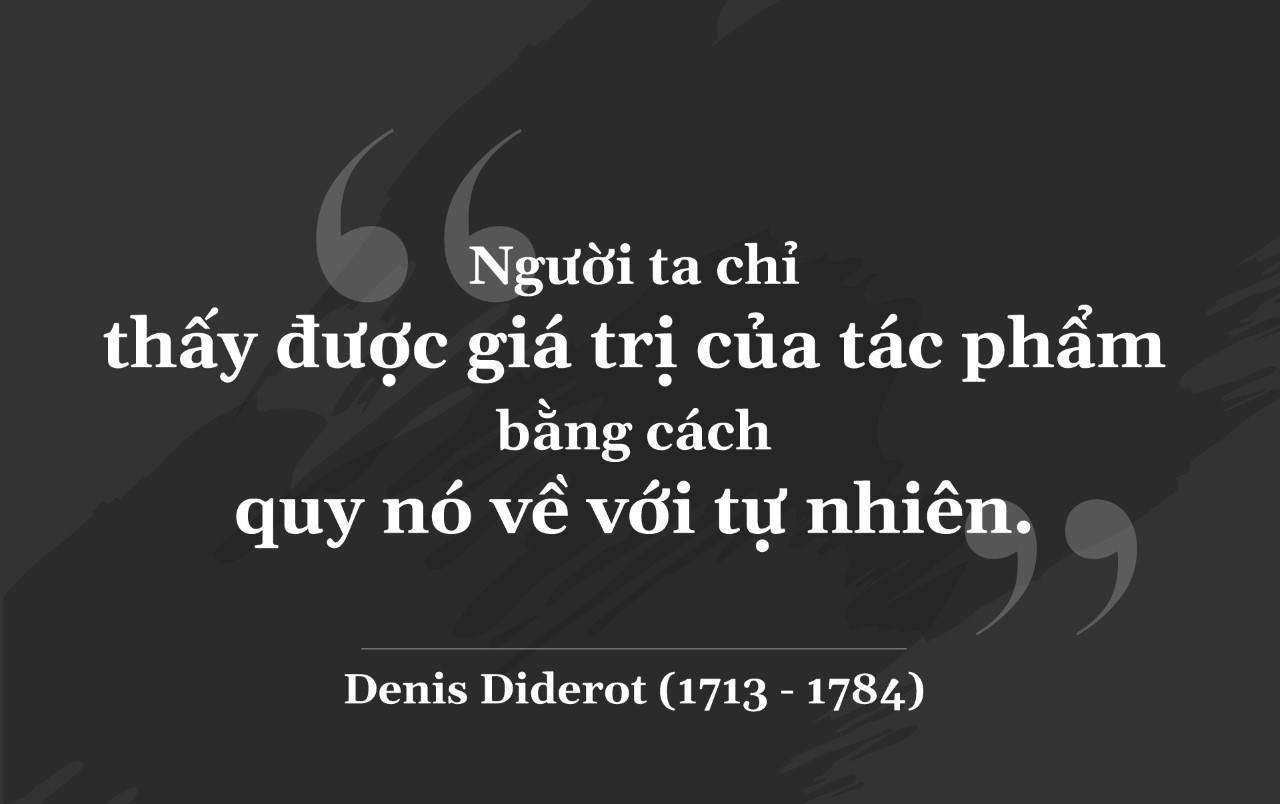 Người ta chỉ
thấy được giá trị của tác phẩm
bằng cách
quy nó về với tự nhiên.
Denis Diderot (1713 - 1784)